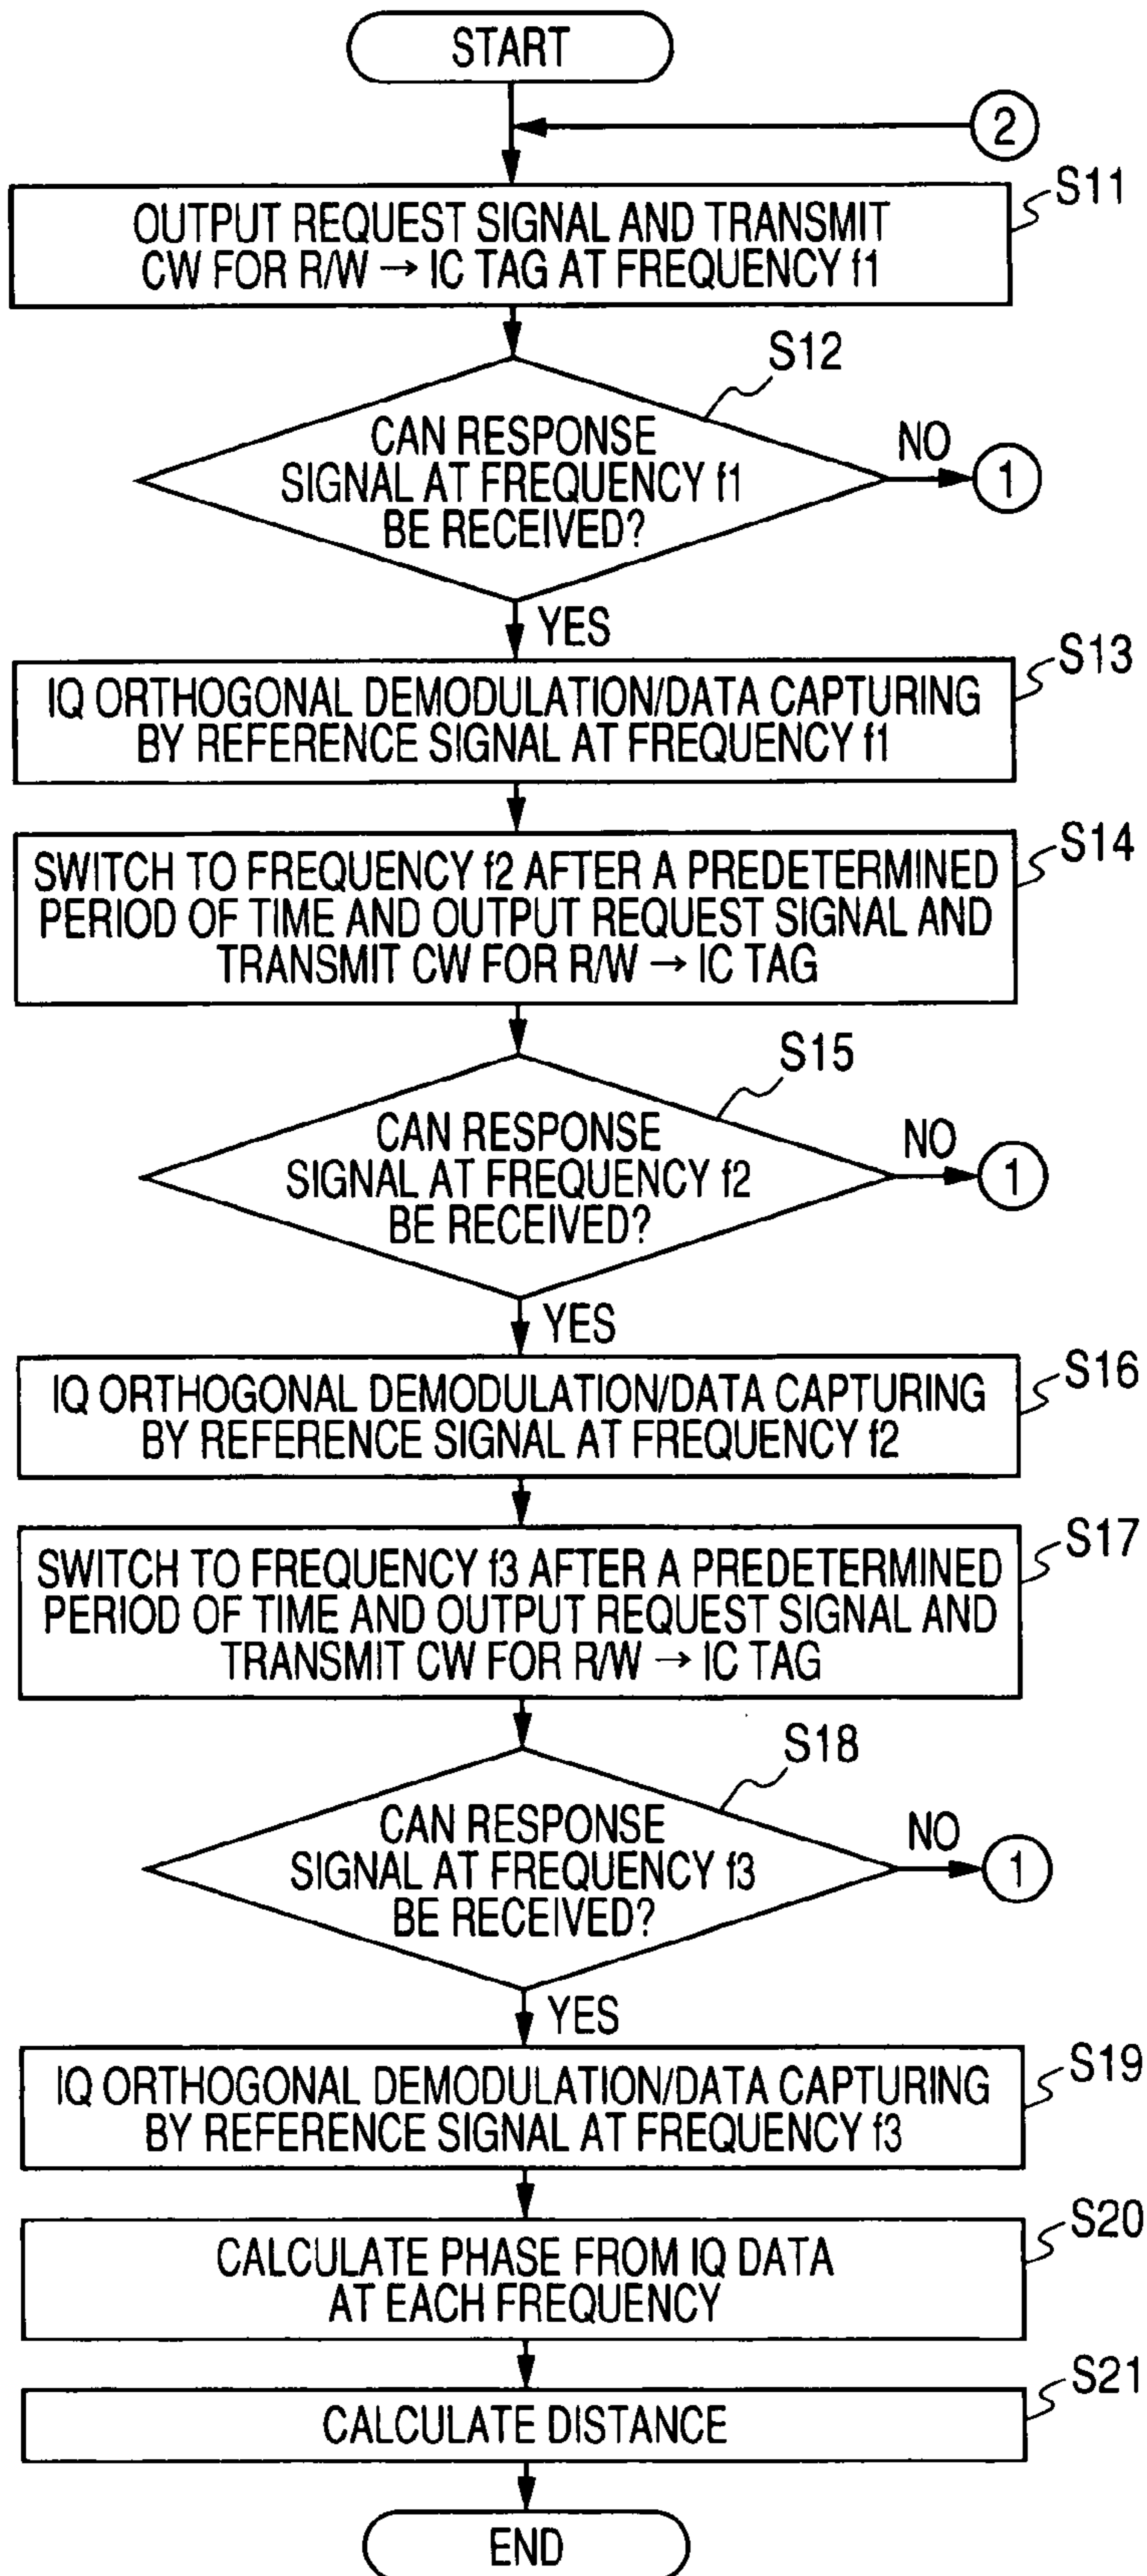 START
2
S11
OUTPUT REQUEST SIGNAL AND TRANSMIT
CW FOR R/W → IC TAG AT FREQUENCY f1
S12
CAN RESPONSE
SIGNAL AT FREQUENCY f1
BE RECEIVED?
NO
1
YES
S13
IQ ORTHOGONAL DEMODULATION/DATA CAPTURING
BY REFERENCE SIGNAL AT FREQUENCY f1
S14
SWITCH TO FREQUENCY f2 AFTER A PREDETERMINED
PERIOD OF TIME AND OUTPUT REQUEST SIGNAL AND
TRANSMIT CW FOR R/W → IC TAG
S15
CAN RESPONSE
SIGNAL AT FREQUENCY f2
BE RECEIVED?
NO
1
YES
S16
IQ ORTHOGONAL DEMODULATION/DATA CAPTURING
BY REFERENCE SIGNAL AT FREQUENCY f2
S17
SWITCH TO FREQUENCY f3 AFTER A PREDETERMINED
PERIOD OF TIME AND OUTPUT REQUEST SIGNAL AND
TRANSMIT CW FOR R/W → IC TAG
S18
CAN RESPONSE
SIGNAL AT FREQUENCY f3
BE RECEIVED?
NO
1
YES
S19
IQ ORTHOGONAL DEMODULATION/DATA CAPTURING
BY REFERENCE SIGNAL AT FREQUENCY f3
S20
CALCULATE PHASE FROM IQ DATA
AT EACH FREQUENCY
S21
CALCULATE DISTANCE
END